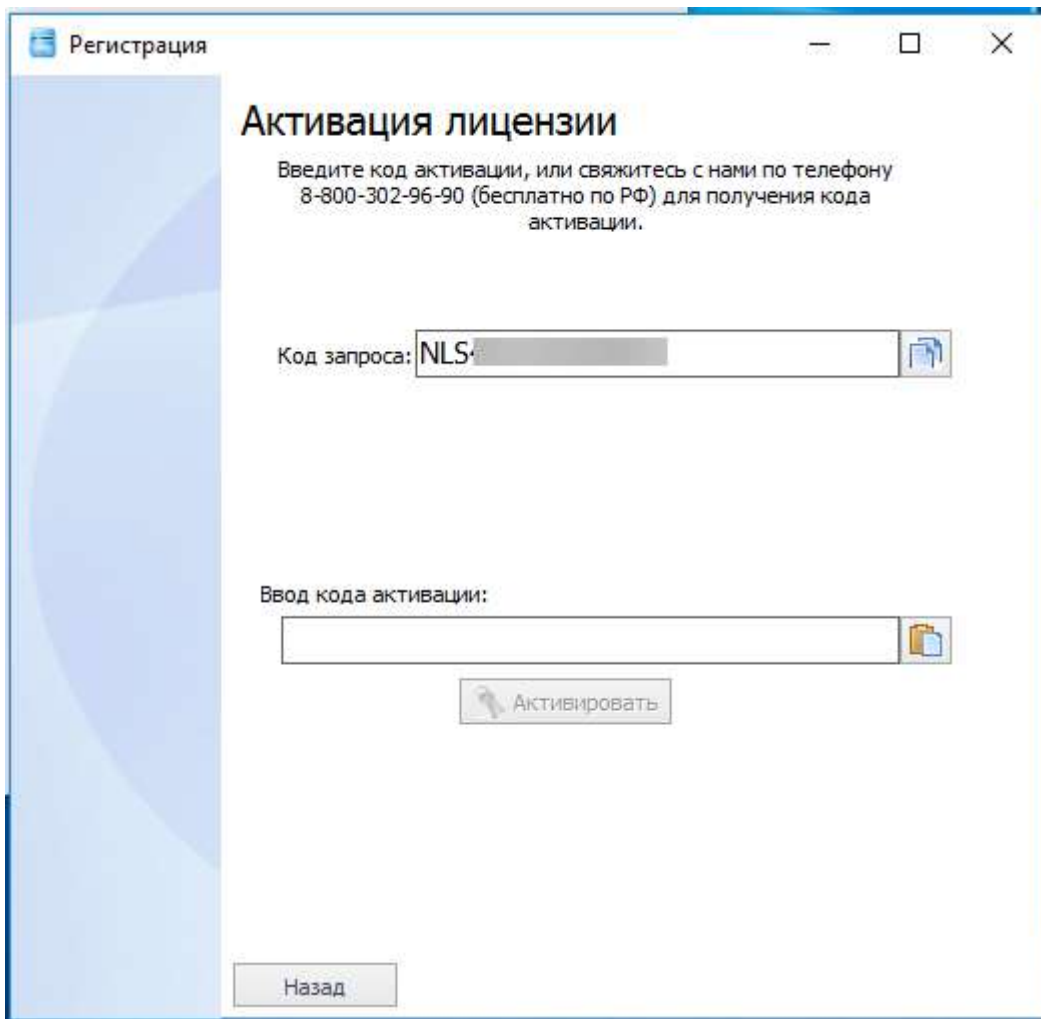 Регистрация
Активация лицензии
Введите код активации, или свяжитесь с нами по телефону
8-800-302-96-90 (бесплатно по РФ) для получения кода
активации.
Код запроса: NLS
Ввод кода активации:
Активировать
Назад